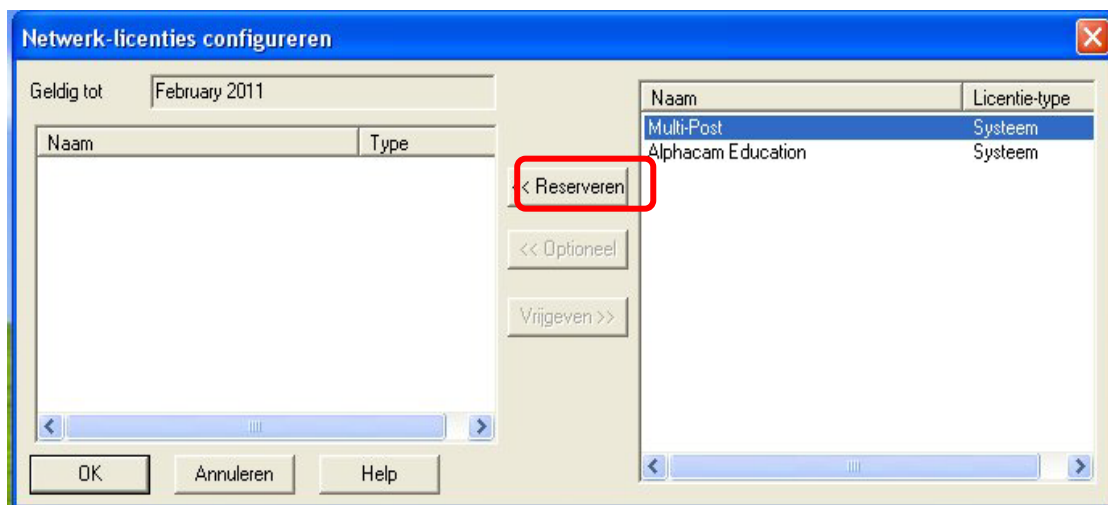 Netwerk-licenties configureren
Geldig tot February 2011
Naam Type
<< Reserveren
<< Optioneel
Vrijgeven >>
OK Annuleren Help
Naam Licentie-type
Multi-Post Systeem
Alphacam Education Systeem